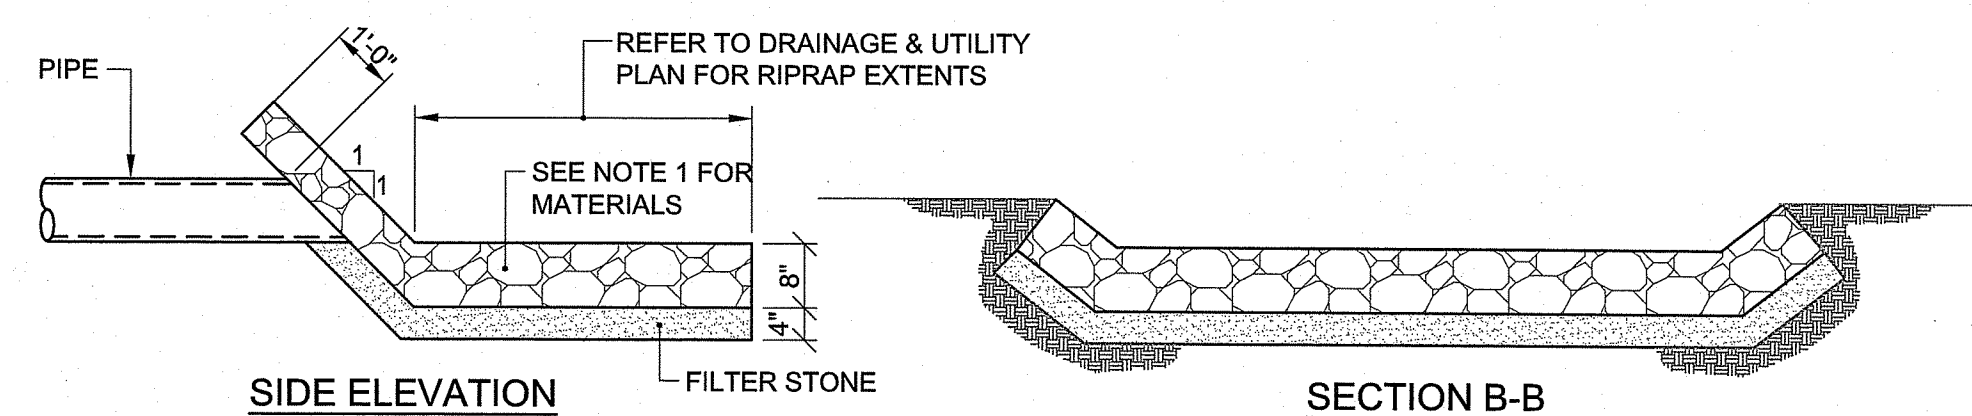 PIPE
1'-0"
REFER TO DRAINAGE & UTILITY
PLAN FOR RIPRAP EXTENTS
1
1
SEE NOTE 1 FOR
MATERIALS
8"
4"
FILTER STONE
SIDE ELEVATION
SECTION B-B